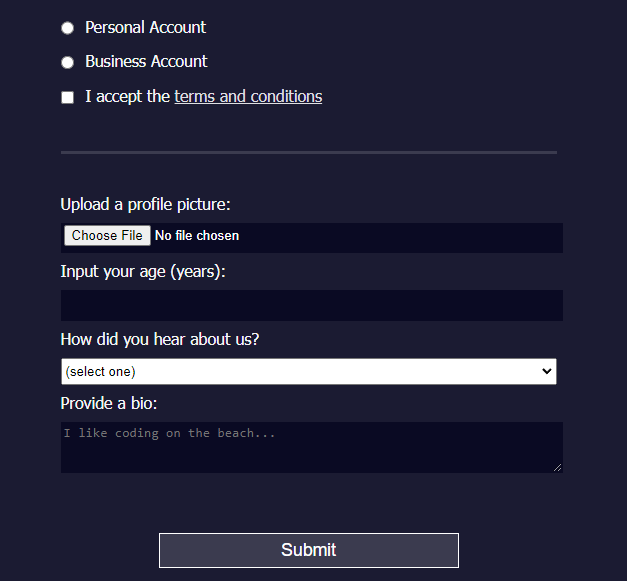 Personal Account
Business Account
I accept the terms and conditions
Upload a profile picture:
Choose File No file chosen
Input your age (years):
How did you hear about us?
(select one)
Provide a bio:
I like coding on the beach...
Submit